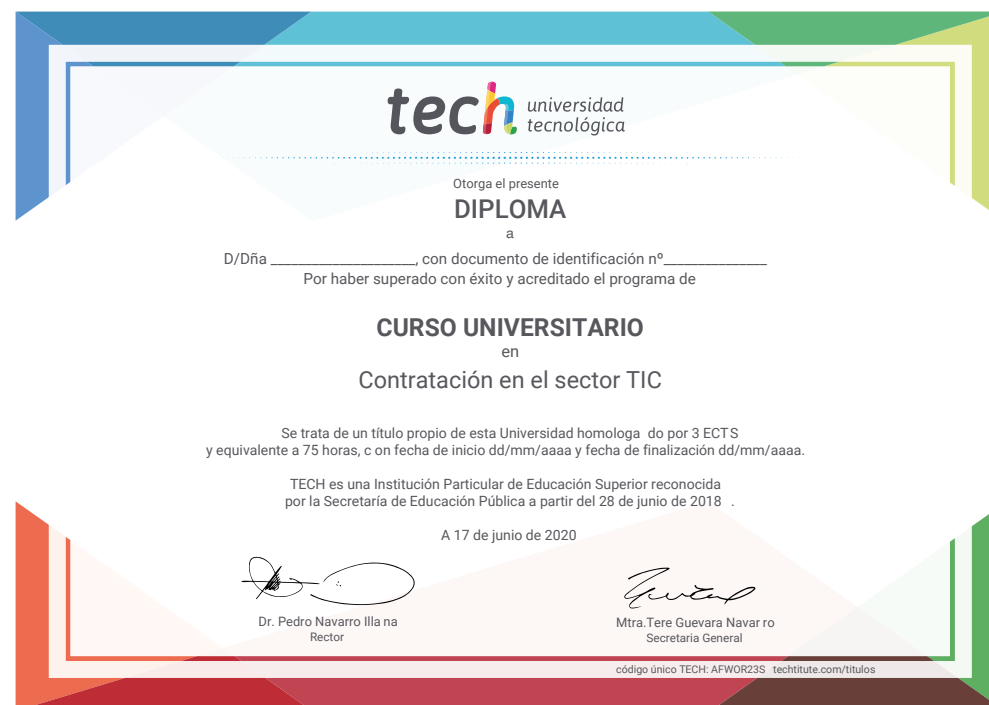 tech universidad
tecnológica
Otorga el presente
DIPLOMA
a
D/Dña ____________________, con documento de identificación nº______________
Por haber superado con éxito y acreditado el programa de
CURSO UNIVERSITARIO
en
Contratación en el sector TIC
Se trata de un título propio de esta Universidad homologa do por 3 ECTS
y equivalente a 75 horas, c on fecha de inicio dd/mm/aaaa y fecha de finalización dd/mm/aaaa.
TECH es una Institución Particular de Educación Superior reconocida
por la Secretaría de Educación Pública a partir del 28 de junio de 2018 .
A 17 de junio de 2020
Dr. Pedro Navarro Illa na
Rector
Mtra.Tere Guevara Navar ro
Secretaria General
código único TECH: AFWOR23S techtitute.com/titulos